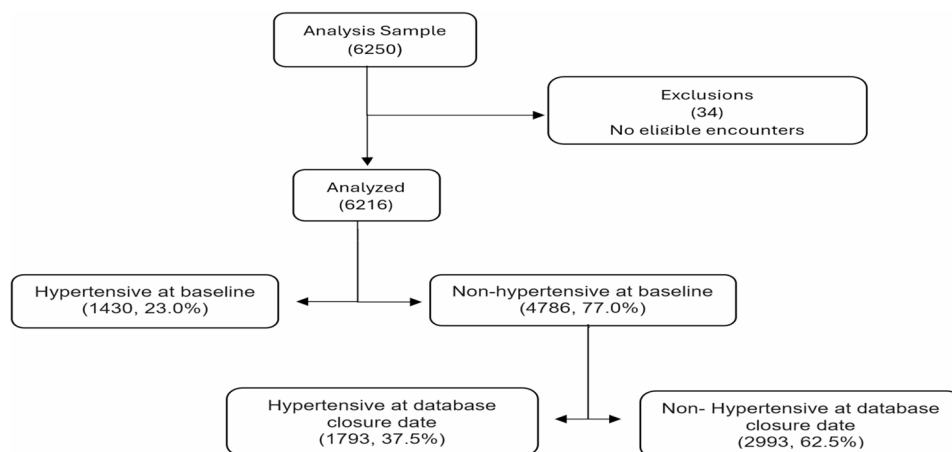 Analysis Sample
(6250)
Exclusions
(34)
No eligible encounters
Analyzed
(6216)
Hypertensive at baseline
(1430, 23.0%)
Non-hypertensive at baseline
(4786, 77.0%)
Hypertensive at database
closure date
(1793, 37.5%)
Non- Hypertensive at database
closure date
(2993, 62.5%)